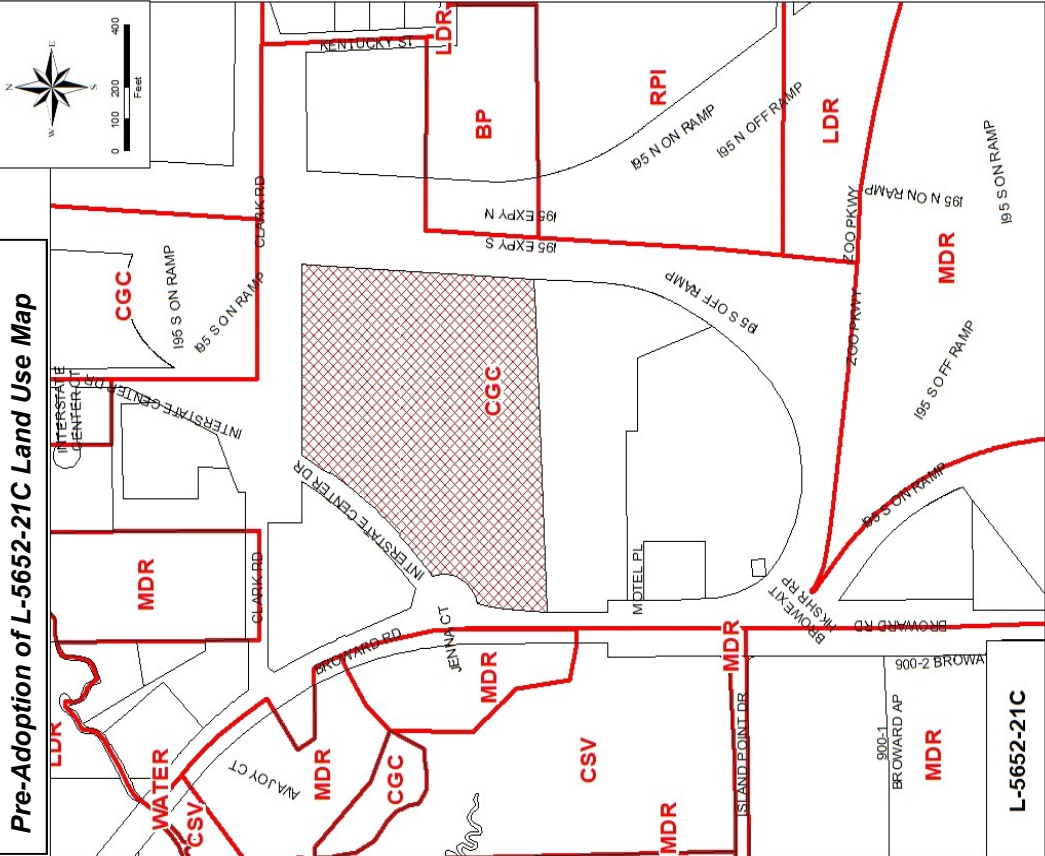 Pre-Adoption of L-5652-21C Land Use Map
N
E
S
W
0 100 200 400
Feet
LDR
WATER
CSV
MDR
INTERSTATE
CENTER CT
INTERSTATE CENTER DR
CGC
I95 S ON RAMP
I95 S ON RAMP
CLARK RD
CLARK RD
KENTUCKY ST
LDR
AVA JOY CT
MDR
BROWARD RD
INTERSTATE CENTER DR
CGC
JENNA CT
MDR
CGC
I95 EXPY S
I95 EXPY N
BP
CSV
MDR
MOTEL PL
I95 S OFF RAMP
RPI
I95 N ON RAMP
I95 N OFF RAMP
MDR
ISLAND POINT DR
BROWEXIT
HKSHR RP
ZOO PKWY
ZOO PKWY
LDR
900-1
BROWARD AP
900-2 BROWA
BROWARD RD
BROWARD RD
I95 S ON RAMP
I95 S OFF RAMP
I95 N ON RAMP
I95 S ON RAMP
MDR
MDR
L-5652-21C